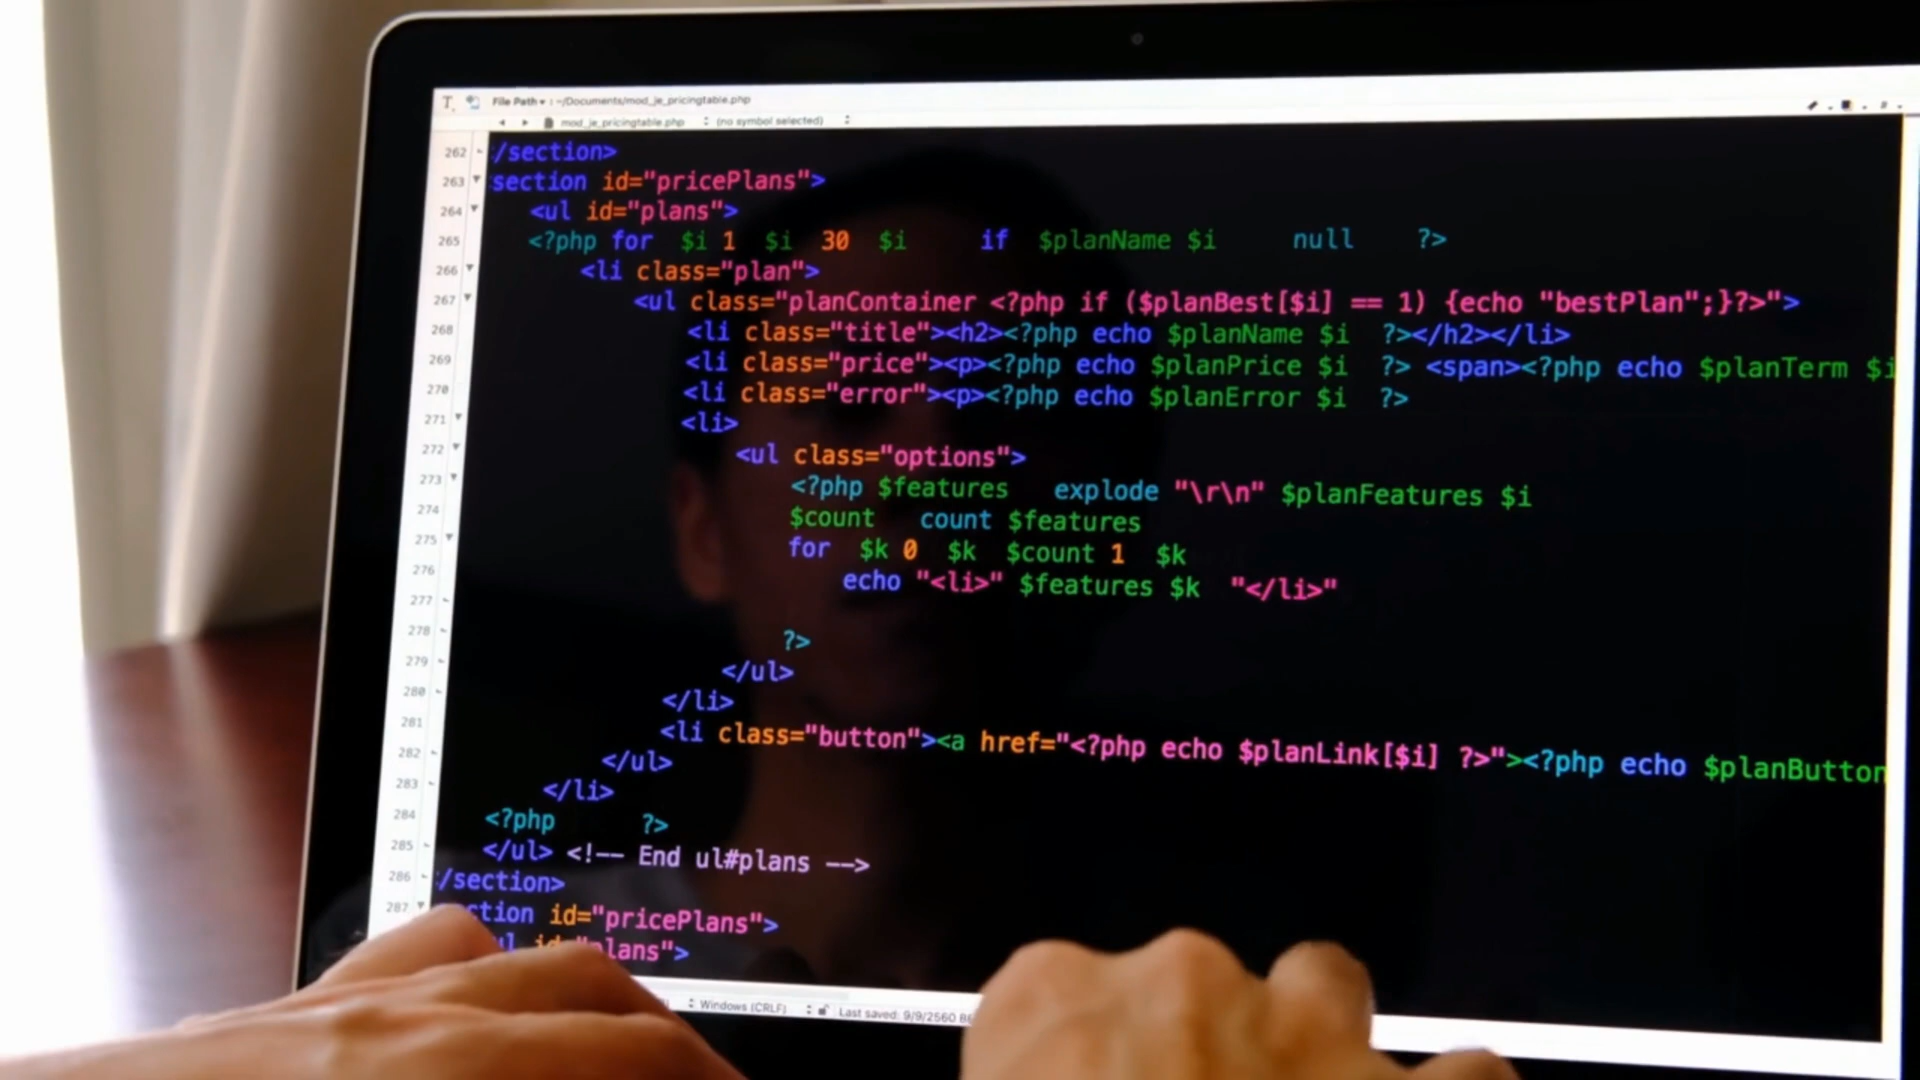 File Path ▾ : ~/Documents/mod_je_pricingtable.php
mod_je_pricingtable.php (no symbol selected)
262 /section>
263 section id="pricePlans">
264 <ul id="plans">
265 <?php for $i 1 $i 30 $i if $planName $i null ?>
266 <li class="plan">
267 <ul class="planContainer <?php if ($planBest[$i] == 1) {echo "bestPlan";}?>">
268 <li class="title"><h2><?php echo $planName $i ?></h2></li>
269 <li class="price"><p><?php echo $planPrice $i ?> <span><?php echo $planTerm $i
270 <li class="error"><p><?php echo $planError $i ?>
271 <li>
272 <ul class="options">
273 <?php $features explode "\r\n" $planFeatures $i
274 $count count $features
275 for $k 0 $k $count 1 $k
276 echo "<li>" $features $k "</li>"
277
278 ?>
279 </ul>
280 </li>
281 <li class="button"><a href="<?php echo $planLink[$i] ?>"><?php echo $planButton
282 </ul>
283 </li>
284 <?php ?>
285 </ul> <!-- End ul#plans -->
286 /section>
287 ction id="pricePlans">
ul id="plans">
Windows (CRLF) Last saved: 9/9/2560